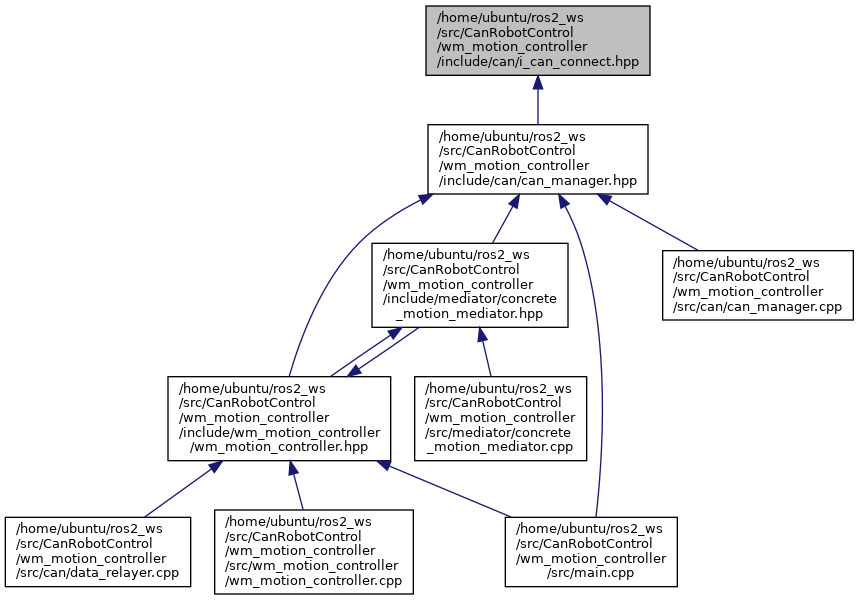 /home/ubuntu/ros2_ws
/src/CanRobotControl
/wm_motion_controller
/include/can/i_can_connect.hpp
/home/ubuntu/ros2_ws
/src/CanRobotControl
/wm_motion_controller
/include/can/can_manager.hpp
/home/ubuntu/ros2_ws
/src/CanRobotControl
/wm_motion_controller
/include/mediator/concrete
_motion_mediator.hpp
/home/ubuntu/ros2_ws
/src/CanRobotControl
/wm_motion_controller
/src/can/can_manager.cpp
/home/ubuntu/ros2_ws
/src/CanRobotControl
/wm_motion_controller
/include/wm_motion_controller
/wm_motion_controller.hpp
/home/ubuntu/ros2_ws
/src/CanRobotControl
/wm_motion_controller
/src/mediator/concrete
_motion_mediator.cpp
/home/ubuntu/ros2_ws
/src/CanRobotControl
/wm_motion_controller
/src/can/data_relayer.cpp
/home/ubuntu/ros2_ws
/src/CanRobotControl
/wm_motion_controller
/src/wm_motion_controller
/wm_motion_controller.cpp
/home/ubuntu/ros2_ws
/src/CanRobotControl
/wm_motion_controller
/src/main.cpp